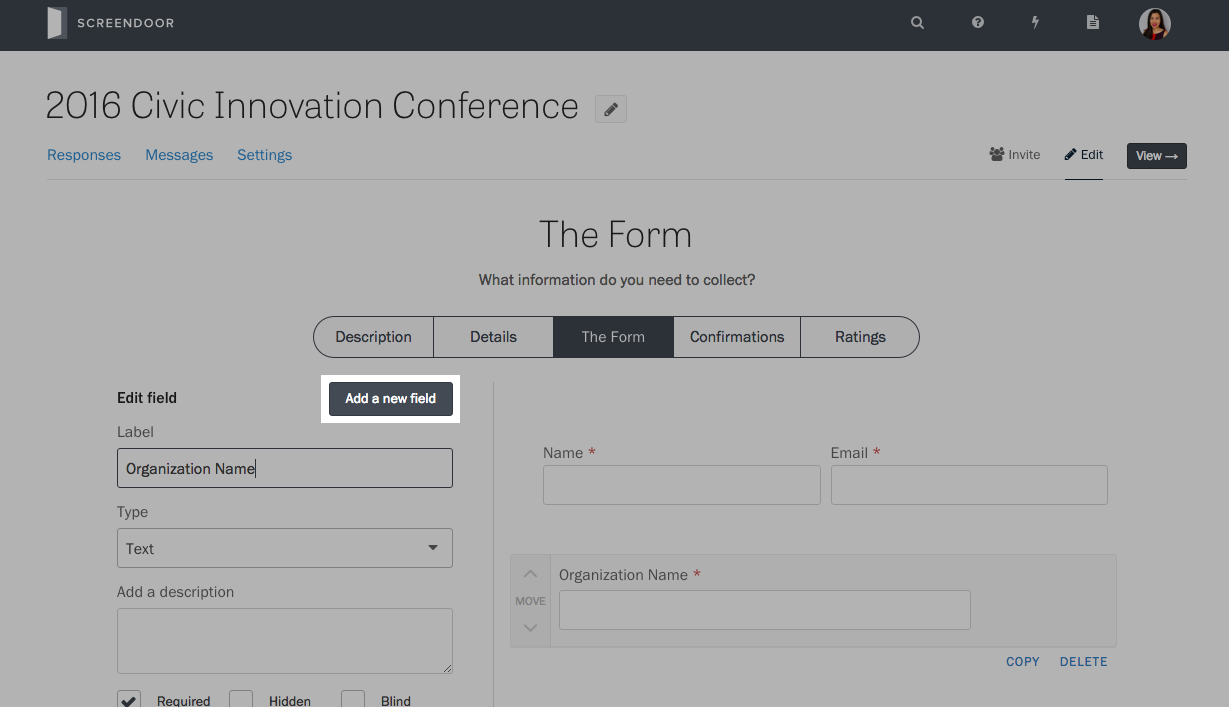 SCREENDOOR
2016 Civic Innovation Conference
Responses Messages Settings Invite Edit View →
The Form
What information do you need to collect?
Description Details The Form Confirmations Ratings
Edit field Add a new field
Label
Organization Name
Type
Text
Add a description
Required Hidden Blind
Name * Email *
Organization Name *
MOVE
COPY DELETE